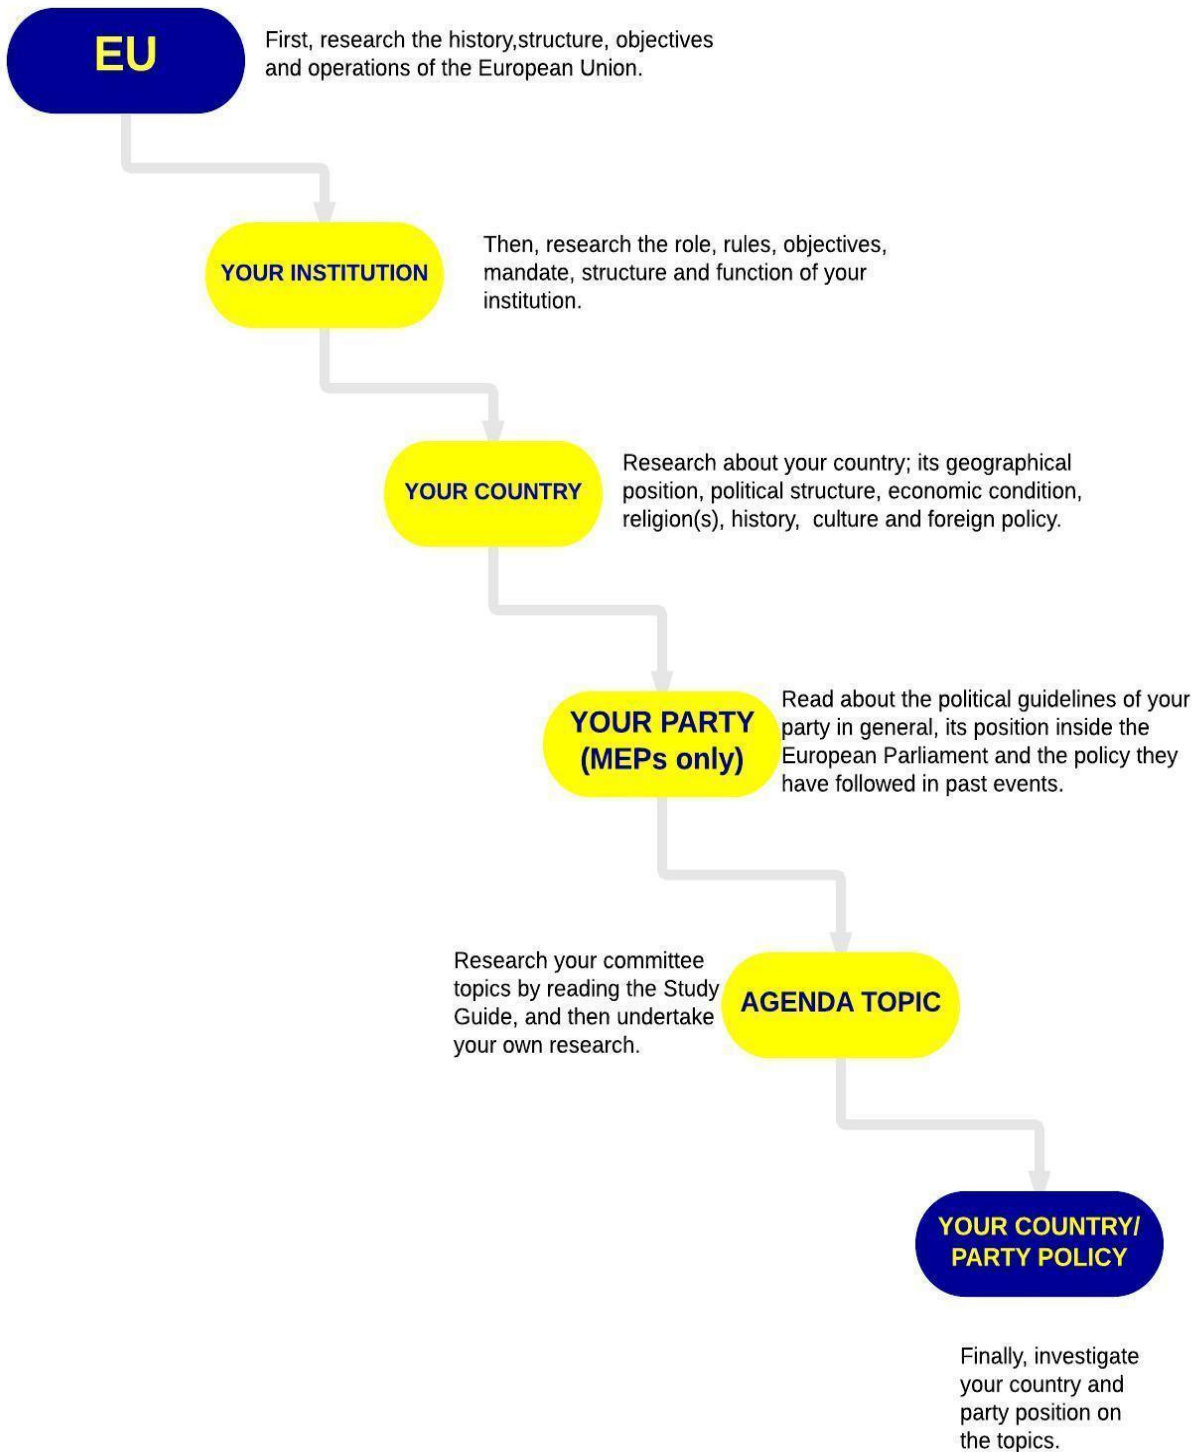 EU
First, research the history,structure, objectives
and operations of the European Union.
YOUR INSTITUTION
Then, research the role, rules, objectives,
mandate, structure and function of your
institution.
YOUR COUNTRY
Research about your country; its geographical
position, political structure, economic condition,
religion(s), history,  culture and foreign policy.
YOUR PARTY
(MEPs only)
Read about the political guidelines of your
party in general, its position inside the
European Parliament and the policy they
have followed in past events.
Research your committee
topics by reading the Study
Guide, and then undertake
your own research.
AGENDA TOPIC
YOUR COUNTRY/
PARTY POLICY
Finally, investigate
your country and
party position on
the topics.